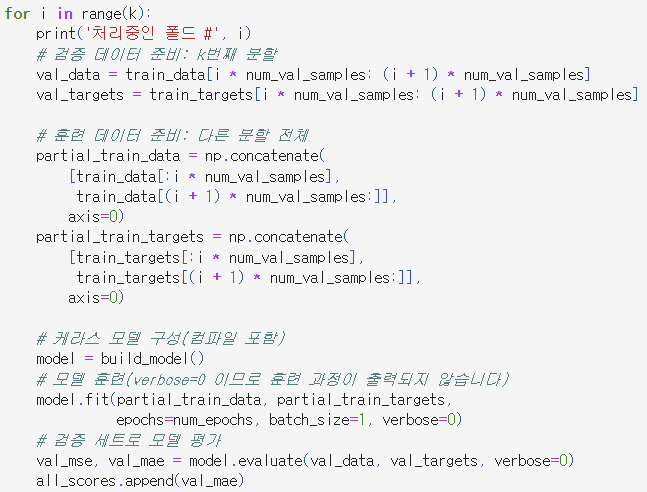 for i in range(k):
    print('처리중인 폴드 #', i)
    # 검증 데이터 준비: k번째 분할
    val_data = train_data[i * num_val_samples: (i + 1) * num_val_samples]
    val_targets = train_targets[i * num_val_samples: (i + 1) * num_val_samples]

    # 훈련 데이터 준비: 다른 분할 전체
    partial_train_data = np.concatenate(
        [train_data[:i * num_val_samples],
         train_data[(i + 1) * num_val_samples:]],
        axis=0)
    partial_train_targets = np.concatenate(
        [train_targets[:i * num_val_samples],
         train_targets[(i + 1) * num_val_samples:]],
        axis=0)

    # 케라스 모델 구성(컴파일 포함)
    model = build_model()
    # 모델 훈련(verbose=0 이므로 훈련 과정이 출력되지 않습니다)
    model.fit(partial_train_data, partial_train_targets,
              epochs=num_epochs, batch_size=1, verbose=0)
    # 검증 세트로 모델 평가
    val_mse, val_mae = model.evaluate(val_data, val_targets, verbose=0)
    all_scores.append(val_mae)